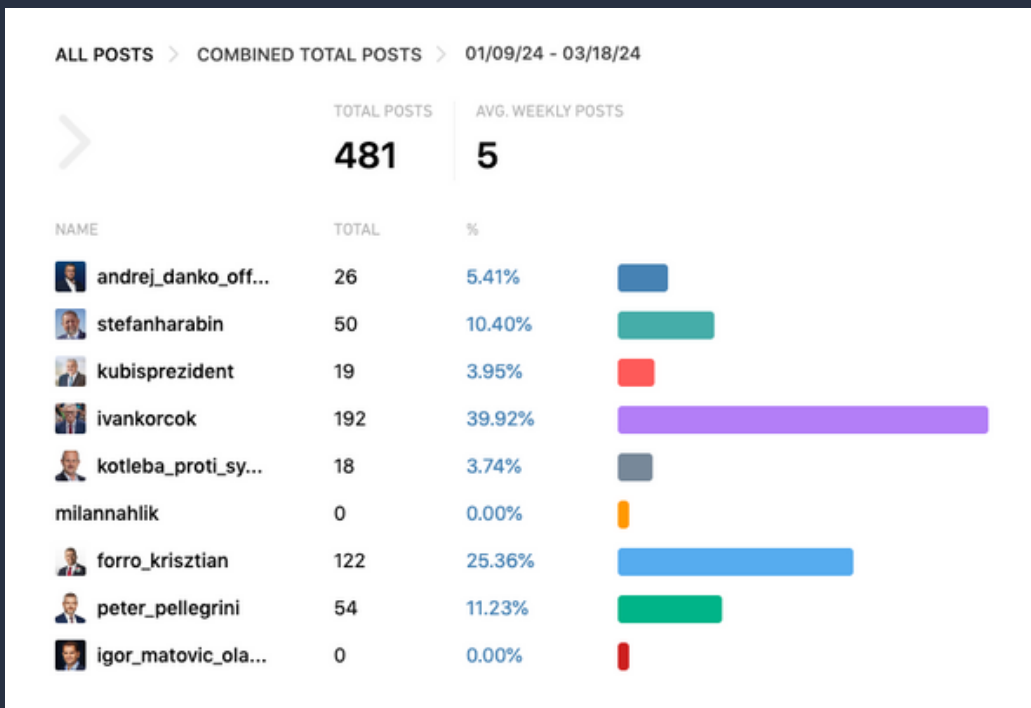 ALL POSTS > COMBINED TOTAL POSTS > 01/09/24 - 03/18/24
TOTAL POSTS AVG. WEEKLY POSTS
481 5
NAME TOTAL %
andrej_danko_off... 26 5.41%
stefanharabin 50 10.40%
kubisprezident 19 3.95%
ivankorcok 192 39.92%
kotleba_proti_sy... 18 3.74%
milannahlik 0 0.00%
forro_krisztian 122 25.36%
peter_pellegrini 54 11.23%
igor_matovic_ola... 0 0.00%